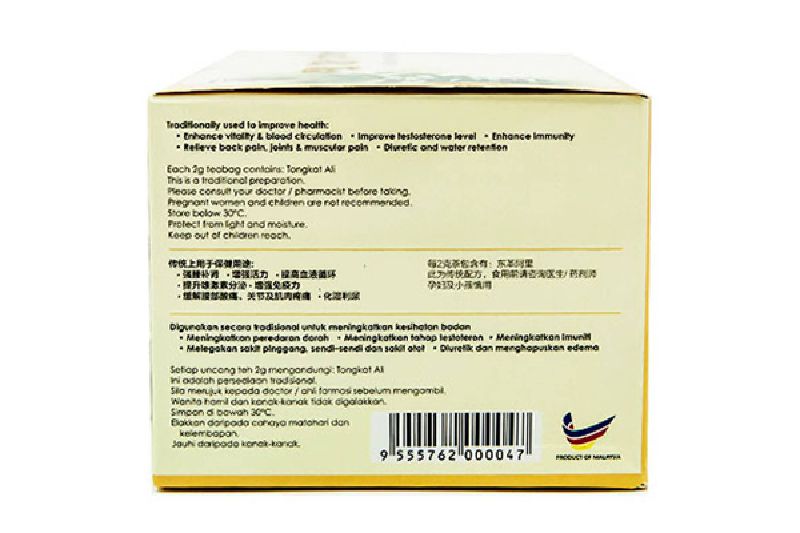 Traditionally used to improve health:
• Enhance vitality & blood circulation • Improve testosterone level • Enhance immunity
• Relieve back pain, joints & muscular pain • Diuretic and water retention
Each 2g teabag contains: Tongkat Ali
This is a traditional preparation.
Please consult your doctor / pharmacist before taking.
Pregnant women and children are not recommended.
Store below 30°C.
Protect from light and moisture.
Keep out of children reach.
传统上用于保健用途:
• 强腰补肾 • 增强活力 • 提高血液循环
• 提升雄激素分泌 • 增强免疫力
• 缓解腰部酸痛、关节及肌肉疼痛 • 化湿利尿
每2克茶包含有: 东革阿里
此为传统配方, 食用前请咨询医生/ 药剂师
孕妇及小孩慎用
Digunakan secara tradisional untuk meningkatkan kesihatan badan
• Meningkatkan peredaran darah • Meningkatkan tahap testosteron • Meningkatkan imuniti
• Melegakan sakit pinggang, sendi-sendi dan sakit otot • Diuretik dan menghapuskan edema
Setiap uncang teh 2g mengandungi: Tongkat Ali
Ini adalah persediaan tradisional.
Sila merujuk kepada doctor / ahli farmasi sebelum mengambil.
Wanita hamil dan kanak-kanak tidak digalakkan.
Simpan di bawah 30°C.
Elakkan daripada cahaya matahari dan
kelembapan.
Jauhi daripada kanak-kanak.
9 555762 000047
PRODUCT OF MALAYSIA